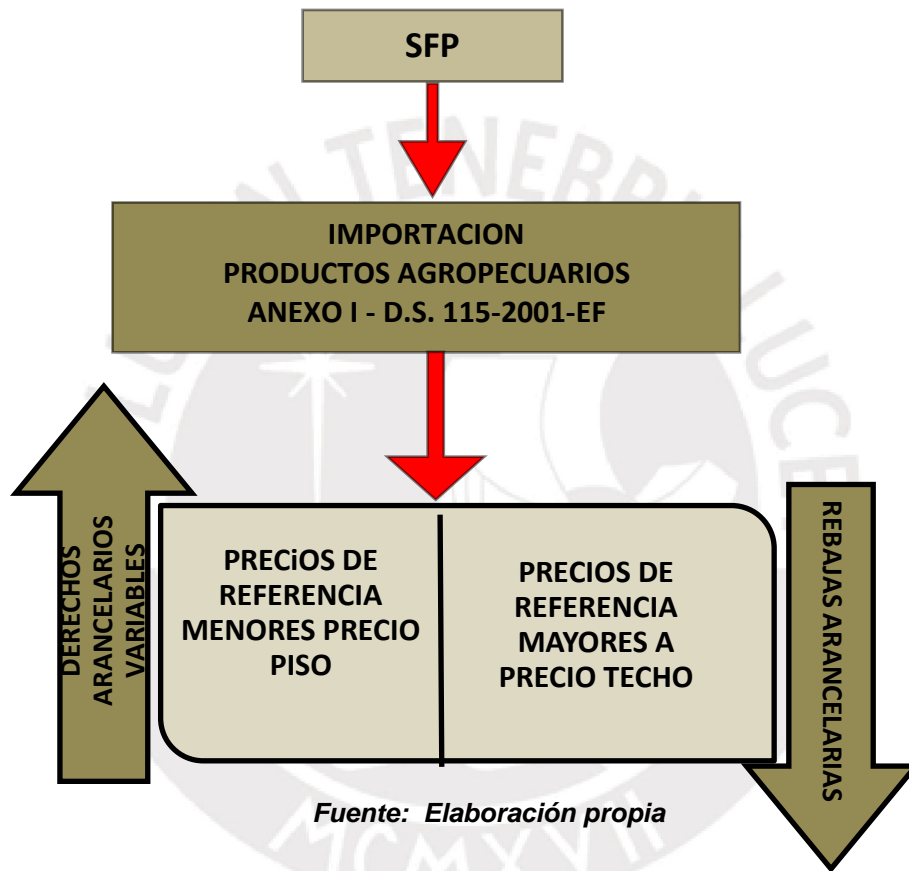 SFP
IMPORTACION
PRODUCTOS AGROPECUARIOS
ANEXO I - D.S. 115-2001-EF
DERECHOS
ARANCELARIOS
VARIABLES
PRECiOS DE
REFERENCIA
MENORES PRECIO
PISO
PRECIOS DE
REFERENCIA
MAYORES A
PRECIO TECHO
REBAJAS ARANCELARIAS
Fuente: Elaboración propia
MCMXVII